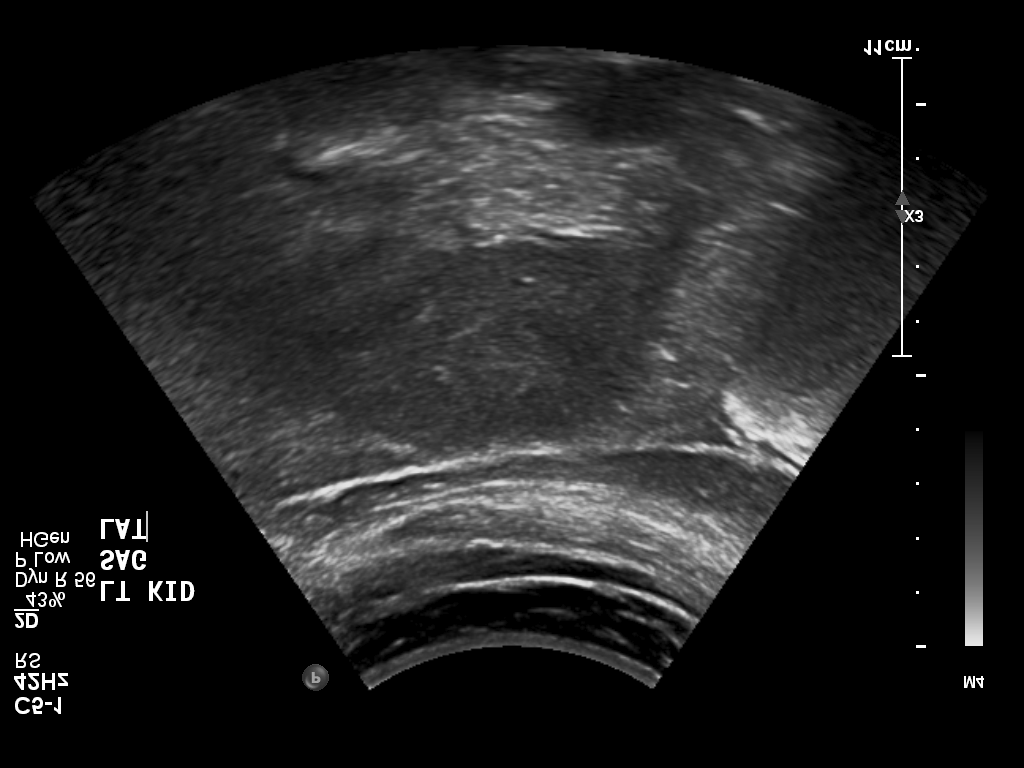 11cm
X3
LAT
SAG
LT KID
HGen
P Low
Dyn R 56
43%
2D
RS
42Hz
C5-1
P
M4